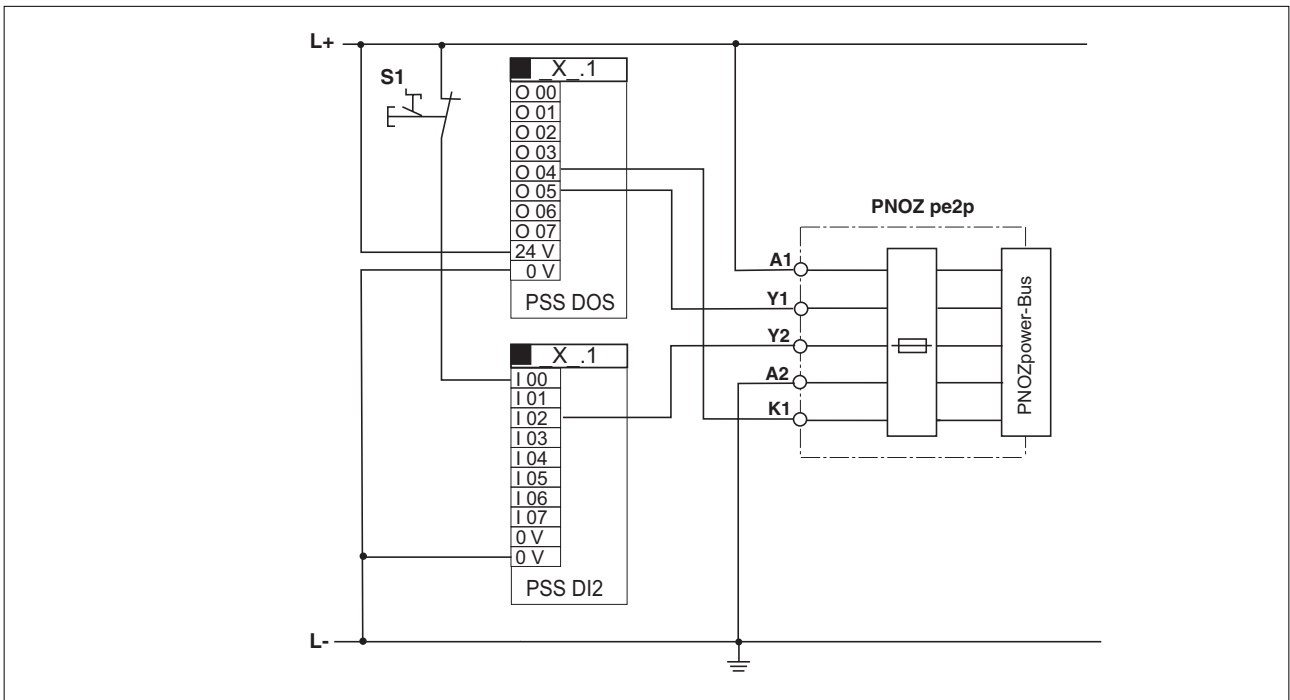 L+
S1
_X_.1
O 00
O 01
O 02
O 03
O 04
O 05
O 06
O 07
24 V
0 V
PSS DOS
_X_.1
I 00
I 01
I 02
I 03
I 04
I 05
I 06
I 07
0 V
0 V
PSS DI2
PNOZ pe2p
A1
Y1
Y2
A2
K1
PNOZpower-Bus
L-